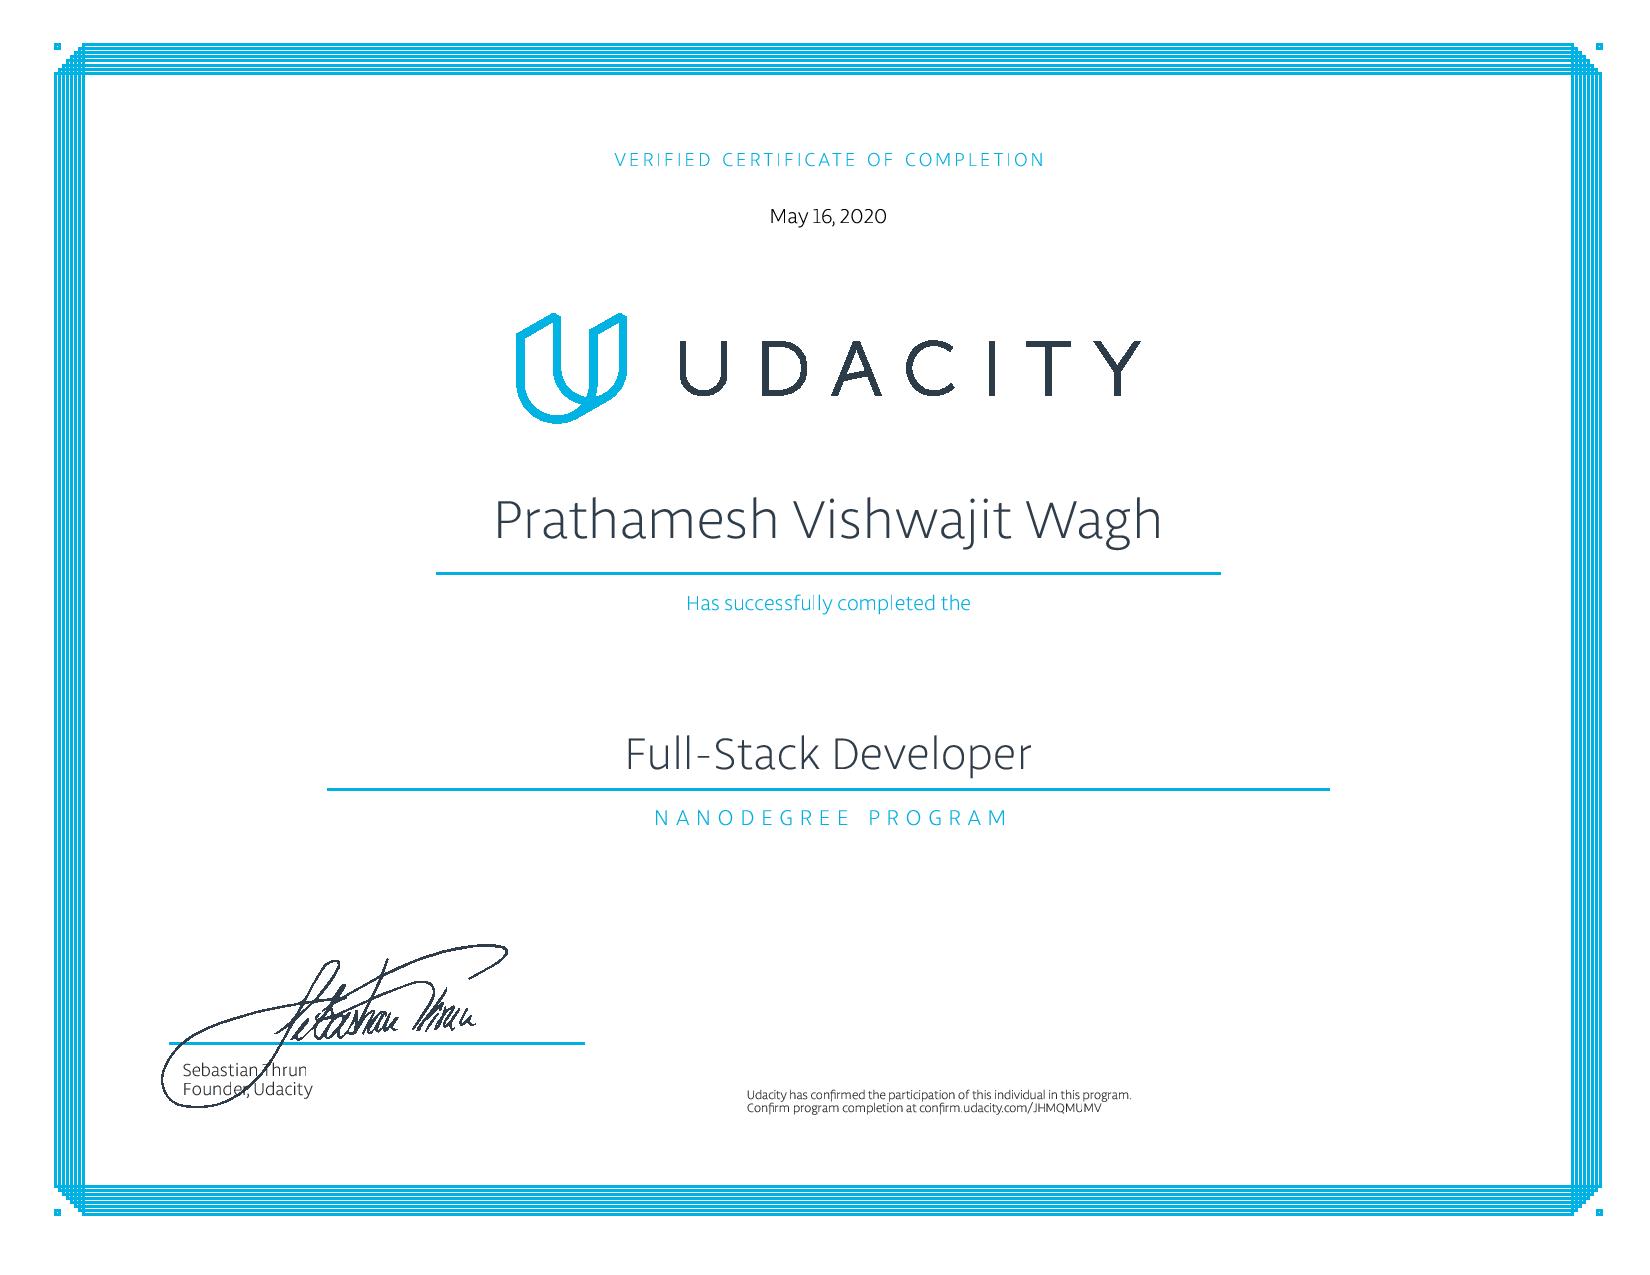 VERIFIED CERTIFICATE OF COMPLETION
May 16, 2020
UDACITY
Prathamesh Vishwajit Wagh
Has successfully completed the
Full-Stack Developer
NANODEGREE PROGRAM
Sebastian Thrun
Sebastian Thrun
Founder, Udacity
Udacity has confirmed the participation of this individual in this program.
Confirm program completion at confirm.udacity.com/JHMQMUMV